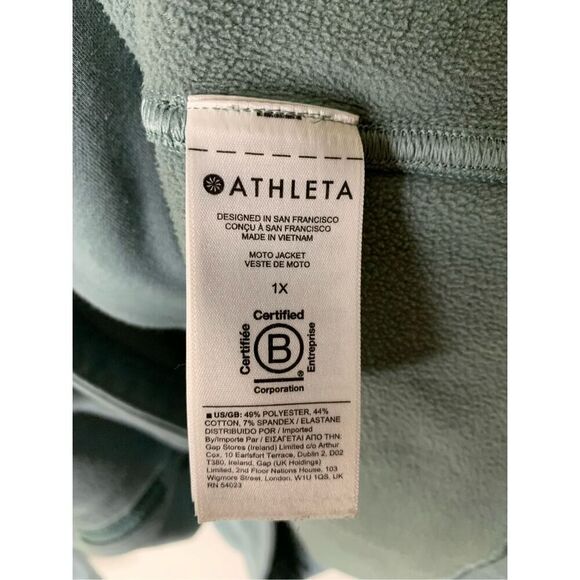 ATHLETA
DESIGNED IN SAN FRANCISCO
CONÇU À SAN FRANCISCO
MADE IN VIETNAM
MOTO JACKET
VESTE DE MOTO
1X
Certified
Certifiée
B
Entreprise
Corporation
US/GB: 49% POLYESTER, 44%
COTTON, 7% SPANDEX / ELASTANE
DISTRIBUIDO POR / Imported
By/Importe Par / ΕΙΣΑΓΕΤΑΙ ΑΠΟ ΤΗΝ:
Gap Stores (Ireland) Limited c/o Arthur
Cox, 10 Earlsfort Terrace, Dublin 2, D02
T380, Ireland, Gap (UK Holdings)
Limited, 2nd Floor Nations House, 103
Wigmore Street, London, W1U 1QS, UK
RN 54023